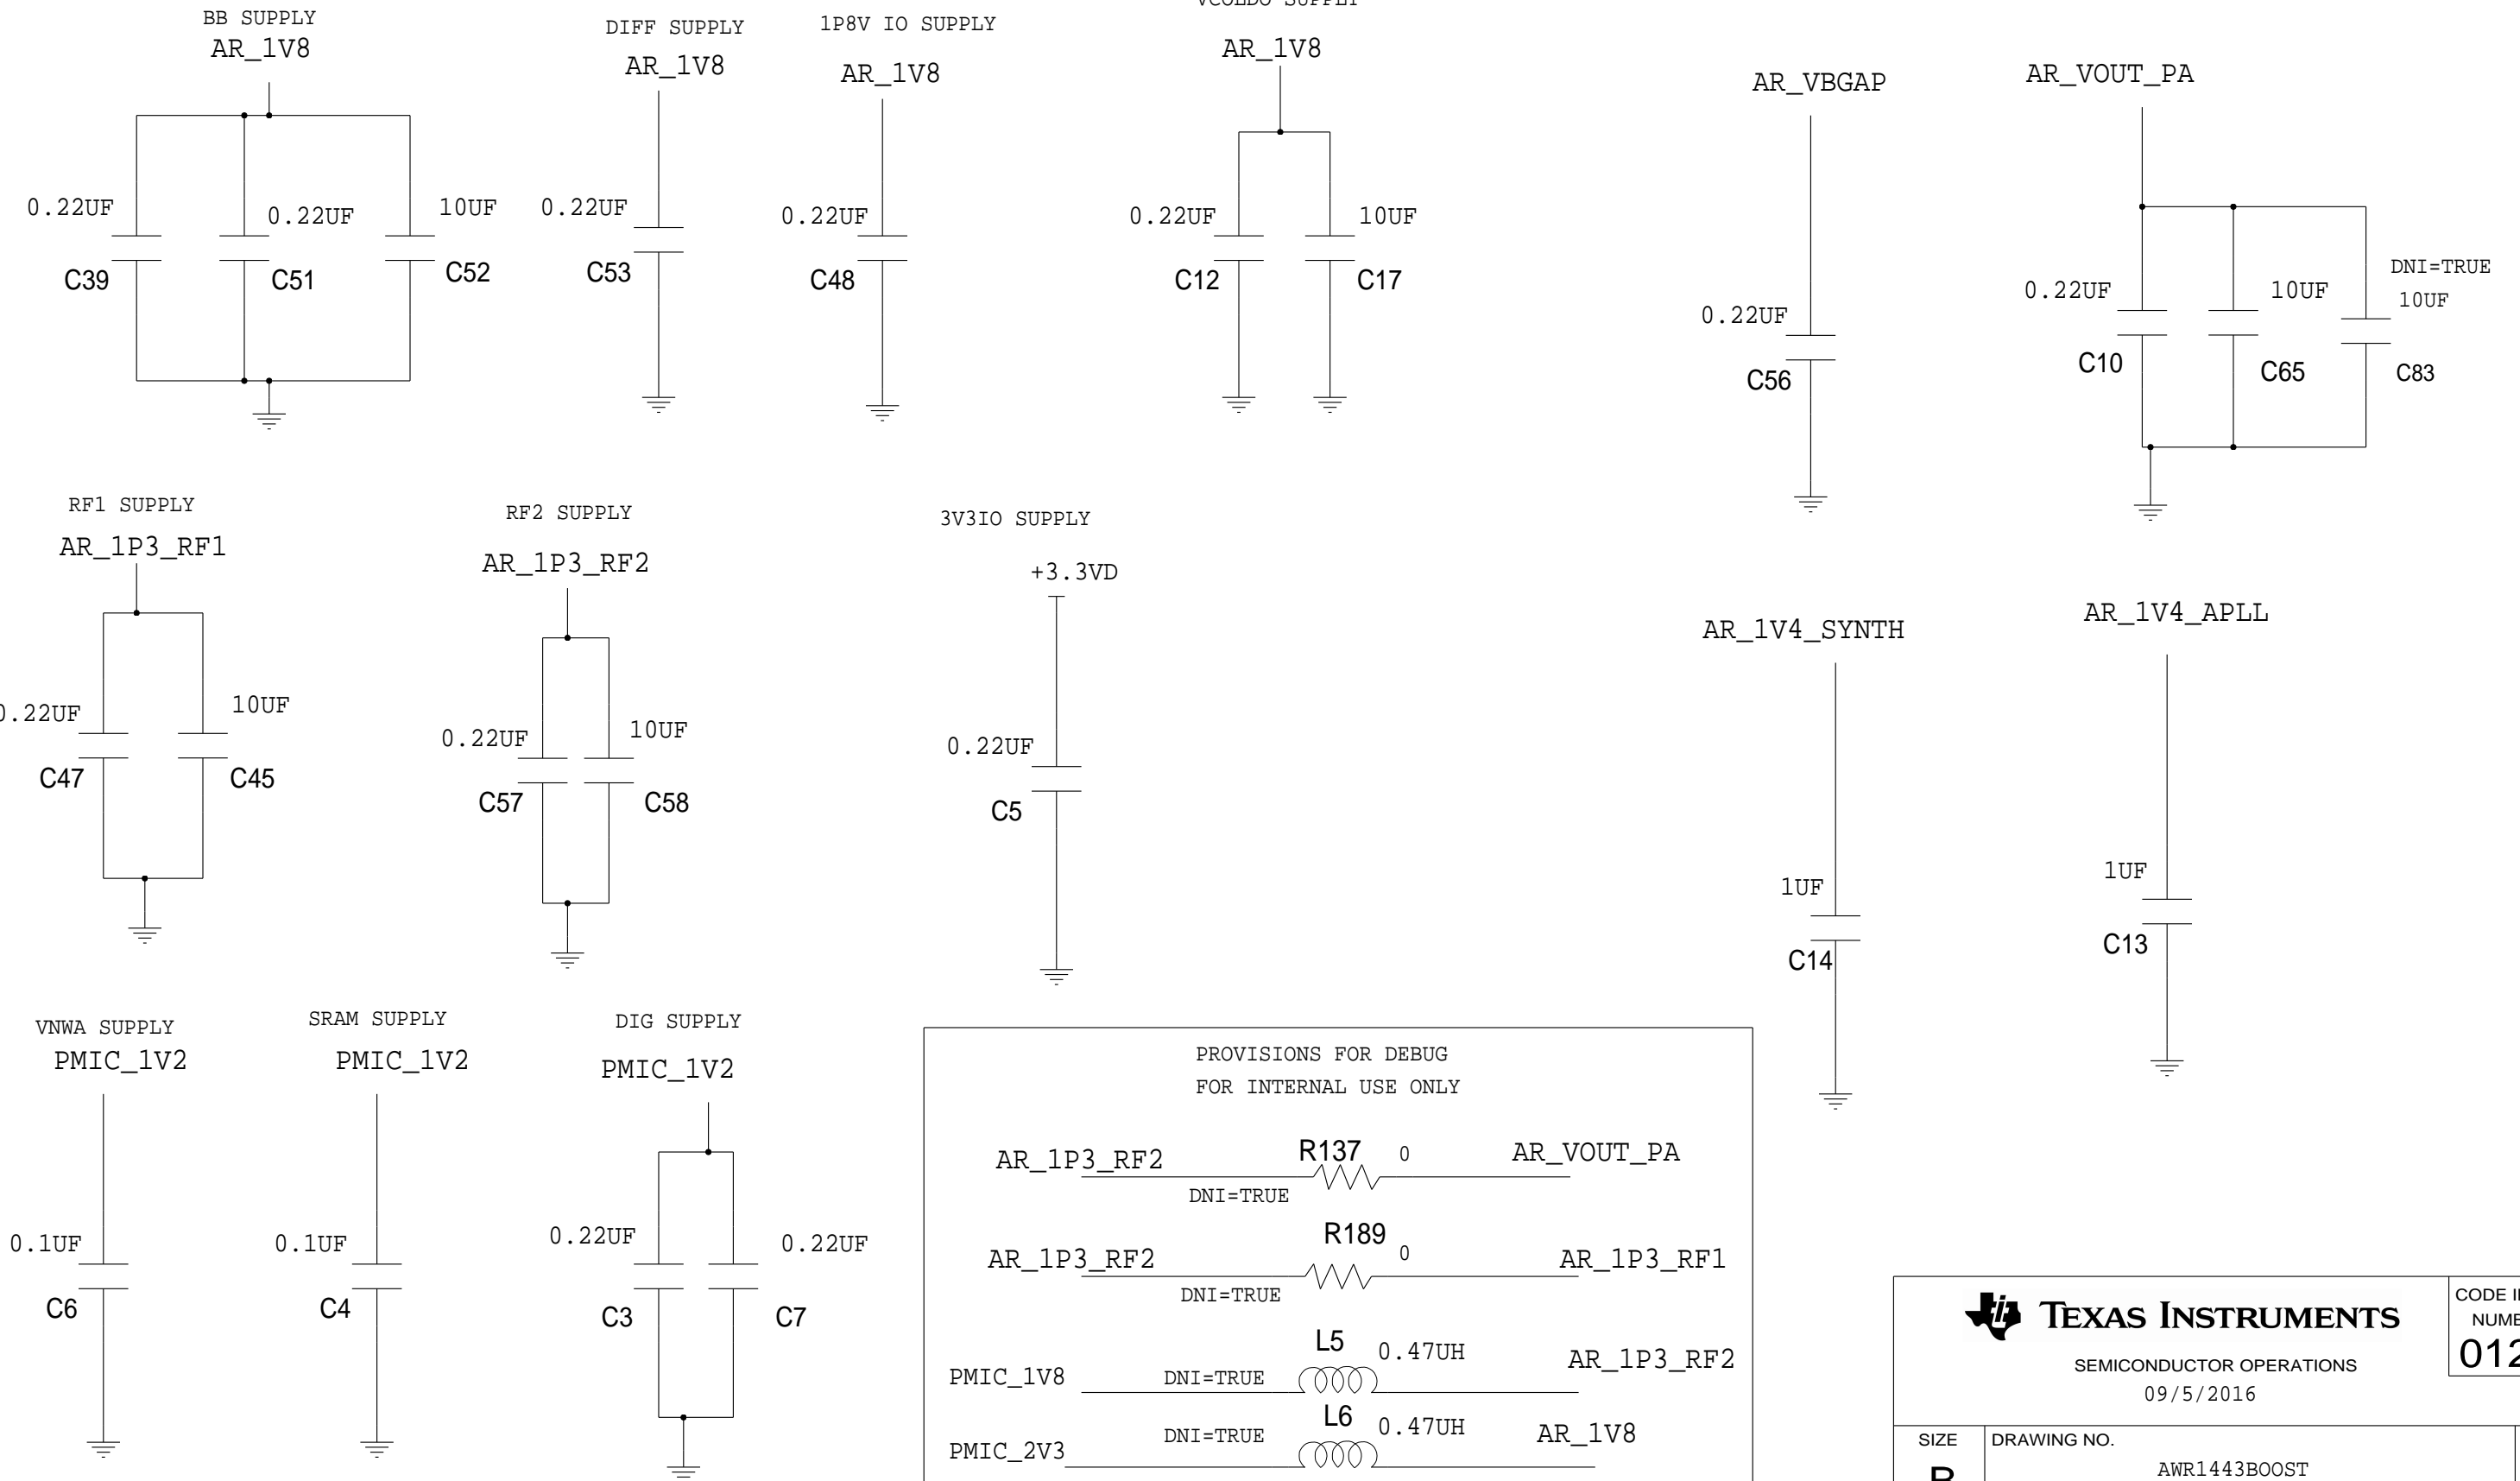 BB SUPPLY
AR_1V8
0.22UF
C39
0.22UF
C51
10UF
C52
DIFF SUPPLY
AR_1V8
0.22UF
C53
1P8V IO SUPPLY
AR_1V8
0.22UF
C48
AR_1V8
0.22UF
C12
10UF
C17
AR_VBGAP
0.22UF
C56
AR_VOUT_PA
0.22UF
C10
10UF
C65
DNI=TRUE
10UF
C83
RF1 SUPPLY
AR_1P3_RF1
0.22UF
C47
10UF
C45
RF2 SUPPLY
AR_1P3_RF2
0.22UF
C57
10UF
C58
3V3IO SUPPLY
+3.3VD
0.22UF
C5
AR_1V4_SYNTH
1UF
C14
AR_1V4_APLL
1UF
C13
VNWA SUPPLY
PMIC_1V2
0.1UF
C6
SRAM SUPPLY
PMIC_1V2
0.1UF
C4
DIG SUPPLY
PMIC_1V2
0.22UF
C3
0.22UF
C7
PROVISIONS FOR DEBUG
FOR INTERNAL USE ONLY
AR_1P3_RF2 R137 0 AR_VOUT_PA
DNI=TRUE
AR_1P3_RF2 R189 0 AR_1P3_RF1
DNI=TRUE
PMIC_1V8 DNI=TRUE L5 0.47UH AR_1P3_RF2
PMIC_2V3 DNI=TRUE L6 0.47UH AR_1V8
TEXAS INSTRUMENTS
SEMICONDUCTOR OPERATIONS
09/5/2016
CODE
012
SIZE
DRAWING NO.
AWR1443BOOST